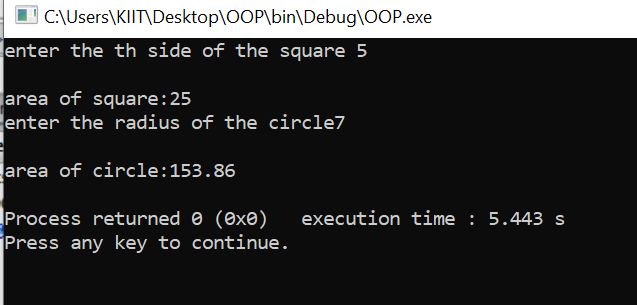 C:\Users\KIIT\Desktop\OOP\bin\Debug\OOP.exe
enter the th side of the square 5
area of square:25
enter the radius of the circle7
area of circle:153.86
Process returned 0 (0x0)   execution time : 5.443 s
Press any key to continue.